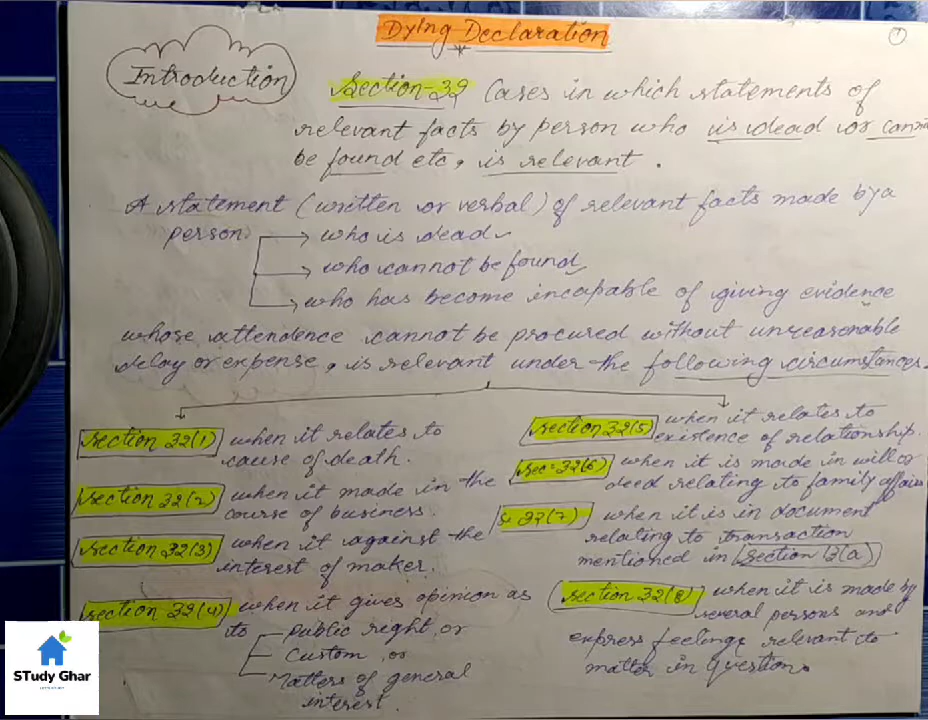 Dying Declaration
1
Introduction
Section-32 Cases in which statements of
relevant facts by person who is dead or cann
be found etc, is relevant.
A statement (written or verbal) of relevant facts made by a
person
who is dead
who cannot be found
who has become incapable of giving evidence
whose attendence cannot be procured without unreasonable
delay or expense, is relevant under the following circumstances.
Section 32(1) when it relates to
cause of death.
Section 32(2) when it made in the
course of business.
Section 32(3) when it against the
interest of maker.
Section 32(4) when it gives opinion as
to
public right, or
Custom, or
Matters of general
interest.
Section 32(5) when it relates to
existence of relationship.
Sec-32(6) when it is made in will or
deed relating to family affairs
S. 32(7) when it is in document
relating to transaction
mentioned in Section 13(a)
Section 32(8) when it is made by
several persons and
express feelings relevant to
matter in Question.
STudy Ghar